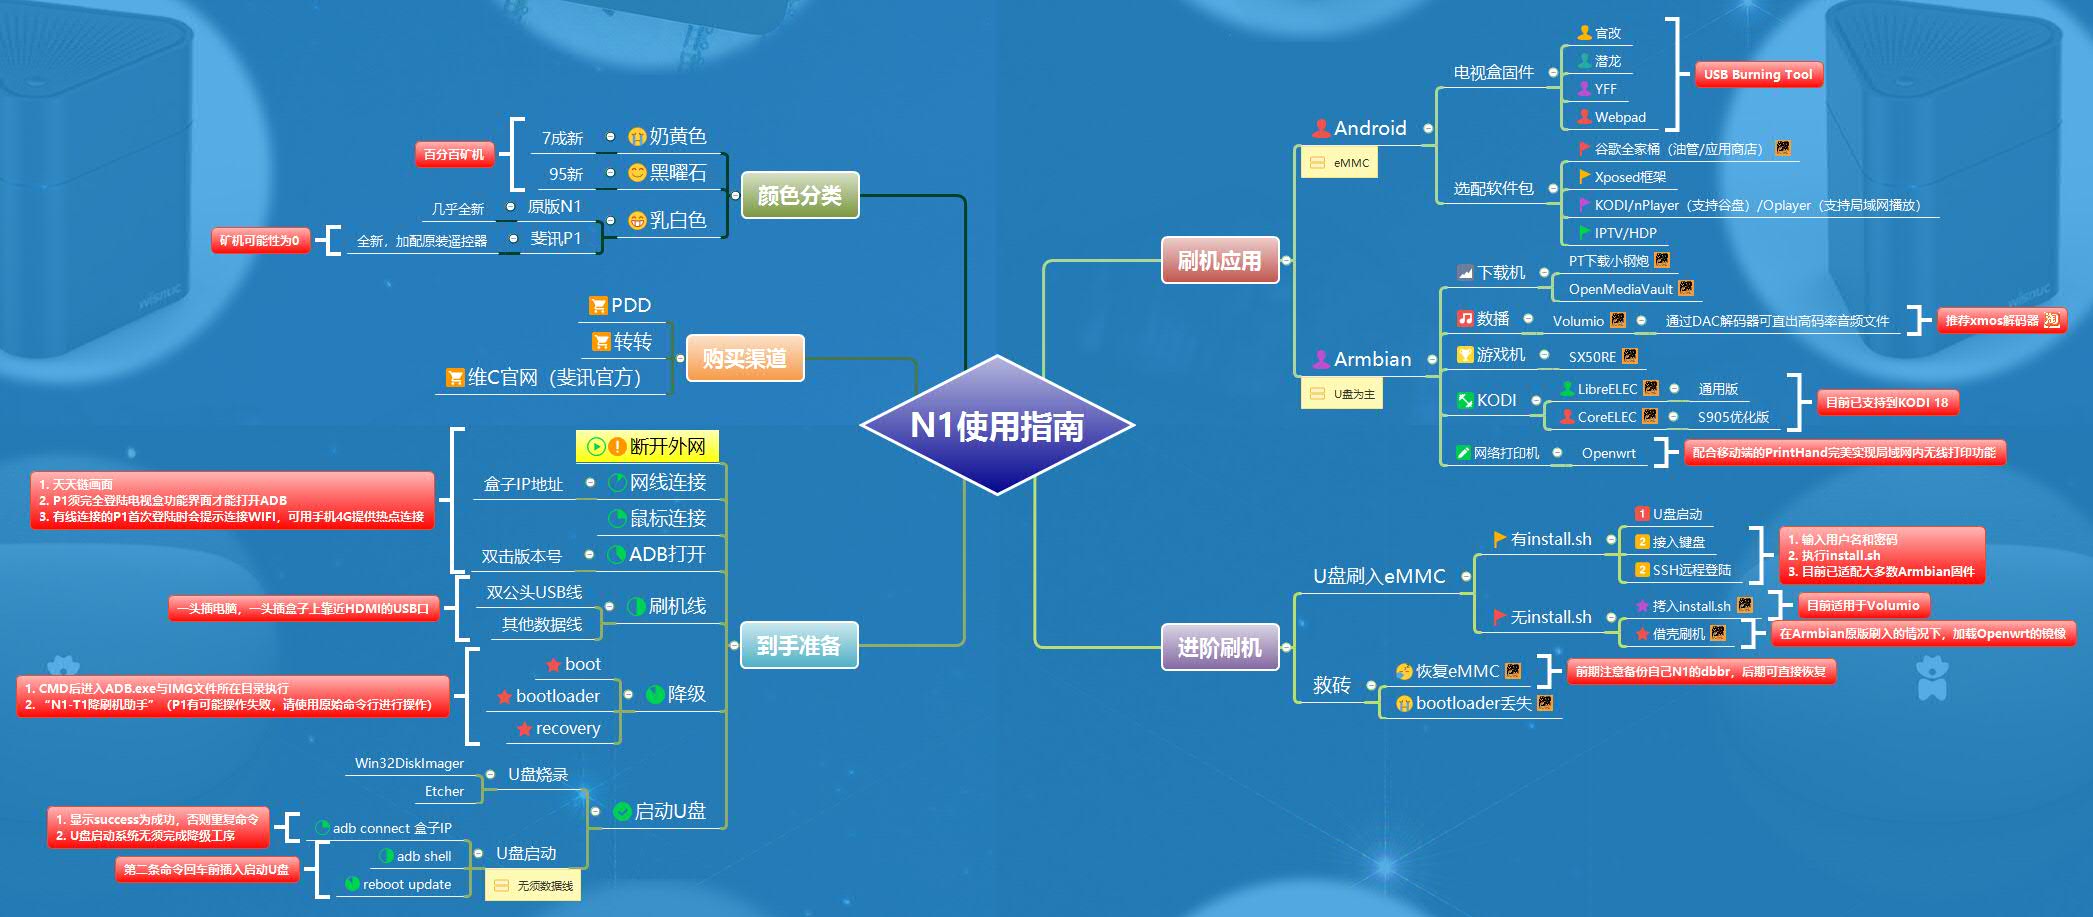 N1使用指南
颜色分类
奶黄色
7成新
黑曜石
95新
百分百矿机
乳白色
原版N1
几乎全新
斐讯P1
全新，加配原装遥控器
矿机可能性为0
购买渠道
PDD
转转
维C官网（斐讯官方）
到手准备
断开外网
网线连接
盒子IP地址
鼠标连接
ADB打开
双击版本号
1. 天天链画面
2. P1须完全登陆电视盒功能界面才能打开ADB
3. 有线连接的P1首次登陆时会提示连接WIFI，可用手机4G提供热点连接
刷机线
双公头USB线
其他数据线
一头插电脑，一头插盒子上靠近HDMI的USB口
降级
boot
bootloader
recovery
1. CMD后进入ADB.exe与IMG文件所在目录执行
2. “N1-T1降刷机助手”（P1有可能操作失败，请使用原始命令行进行操作）
启动U盘
U盘烧录
Win32DiskImager
Etcher
U盘启动
无须数据线
adb connect 盒子IP
1. 显示success为成功，否则重复命令
2. U盘启动系统无须完成降级工序
adb shell
reboot update
第二条命令回车前插入启动U盘
刷机应用
Android
eMMC
电视盒固件
官改
潜龙
YFF
Webpad
USB Burning Tool
选配软件包
谷歌全家桶（油管/应用商店）
Xposed框架
KODI/nPlayer（支持谷盘）/Oplayer（支持局域网播放）
IPTV/HDP
Armbian
U盘为主
下载机
PT下载小钢炮
OpenMediaVault
数播
Volumio
通过DAC解码器可直出高码率音频文件
推荐xmos解码器
淘
游戏机
SX50RE
KODI
LibreELEC
通用版
CoreELEC
S905优化版
目前已支持到KODI 18
网络打印机
Openwrt
配合移动端的PrintHand完美实现局域网内无线打印功能
进阶刷机
U盘刷入eMMC
有install.sh
1 U盘启动
2 接入键盘
2 SSH远程登陆
1. 输入用户名和密码
2. 执行install.sh
3. 目前已适配大多数Armbian固件
无install.sh
拷入install.sh
目前适用于Volumio
借壳刷机
在Armbian原版刷入的情况下，加载Openwrt的镜像
救砖
恢复eMMC
前期注意备份自己N1的dbbr，后期可直接恢复
bootloader丢失
wisnuc
wisnuc